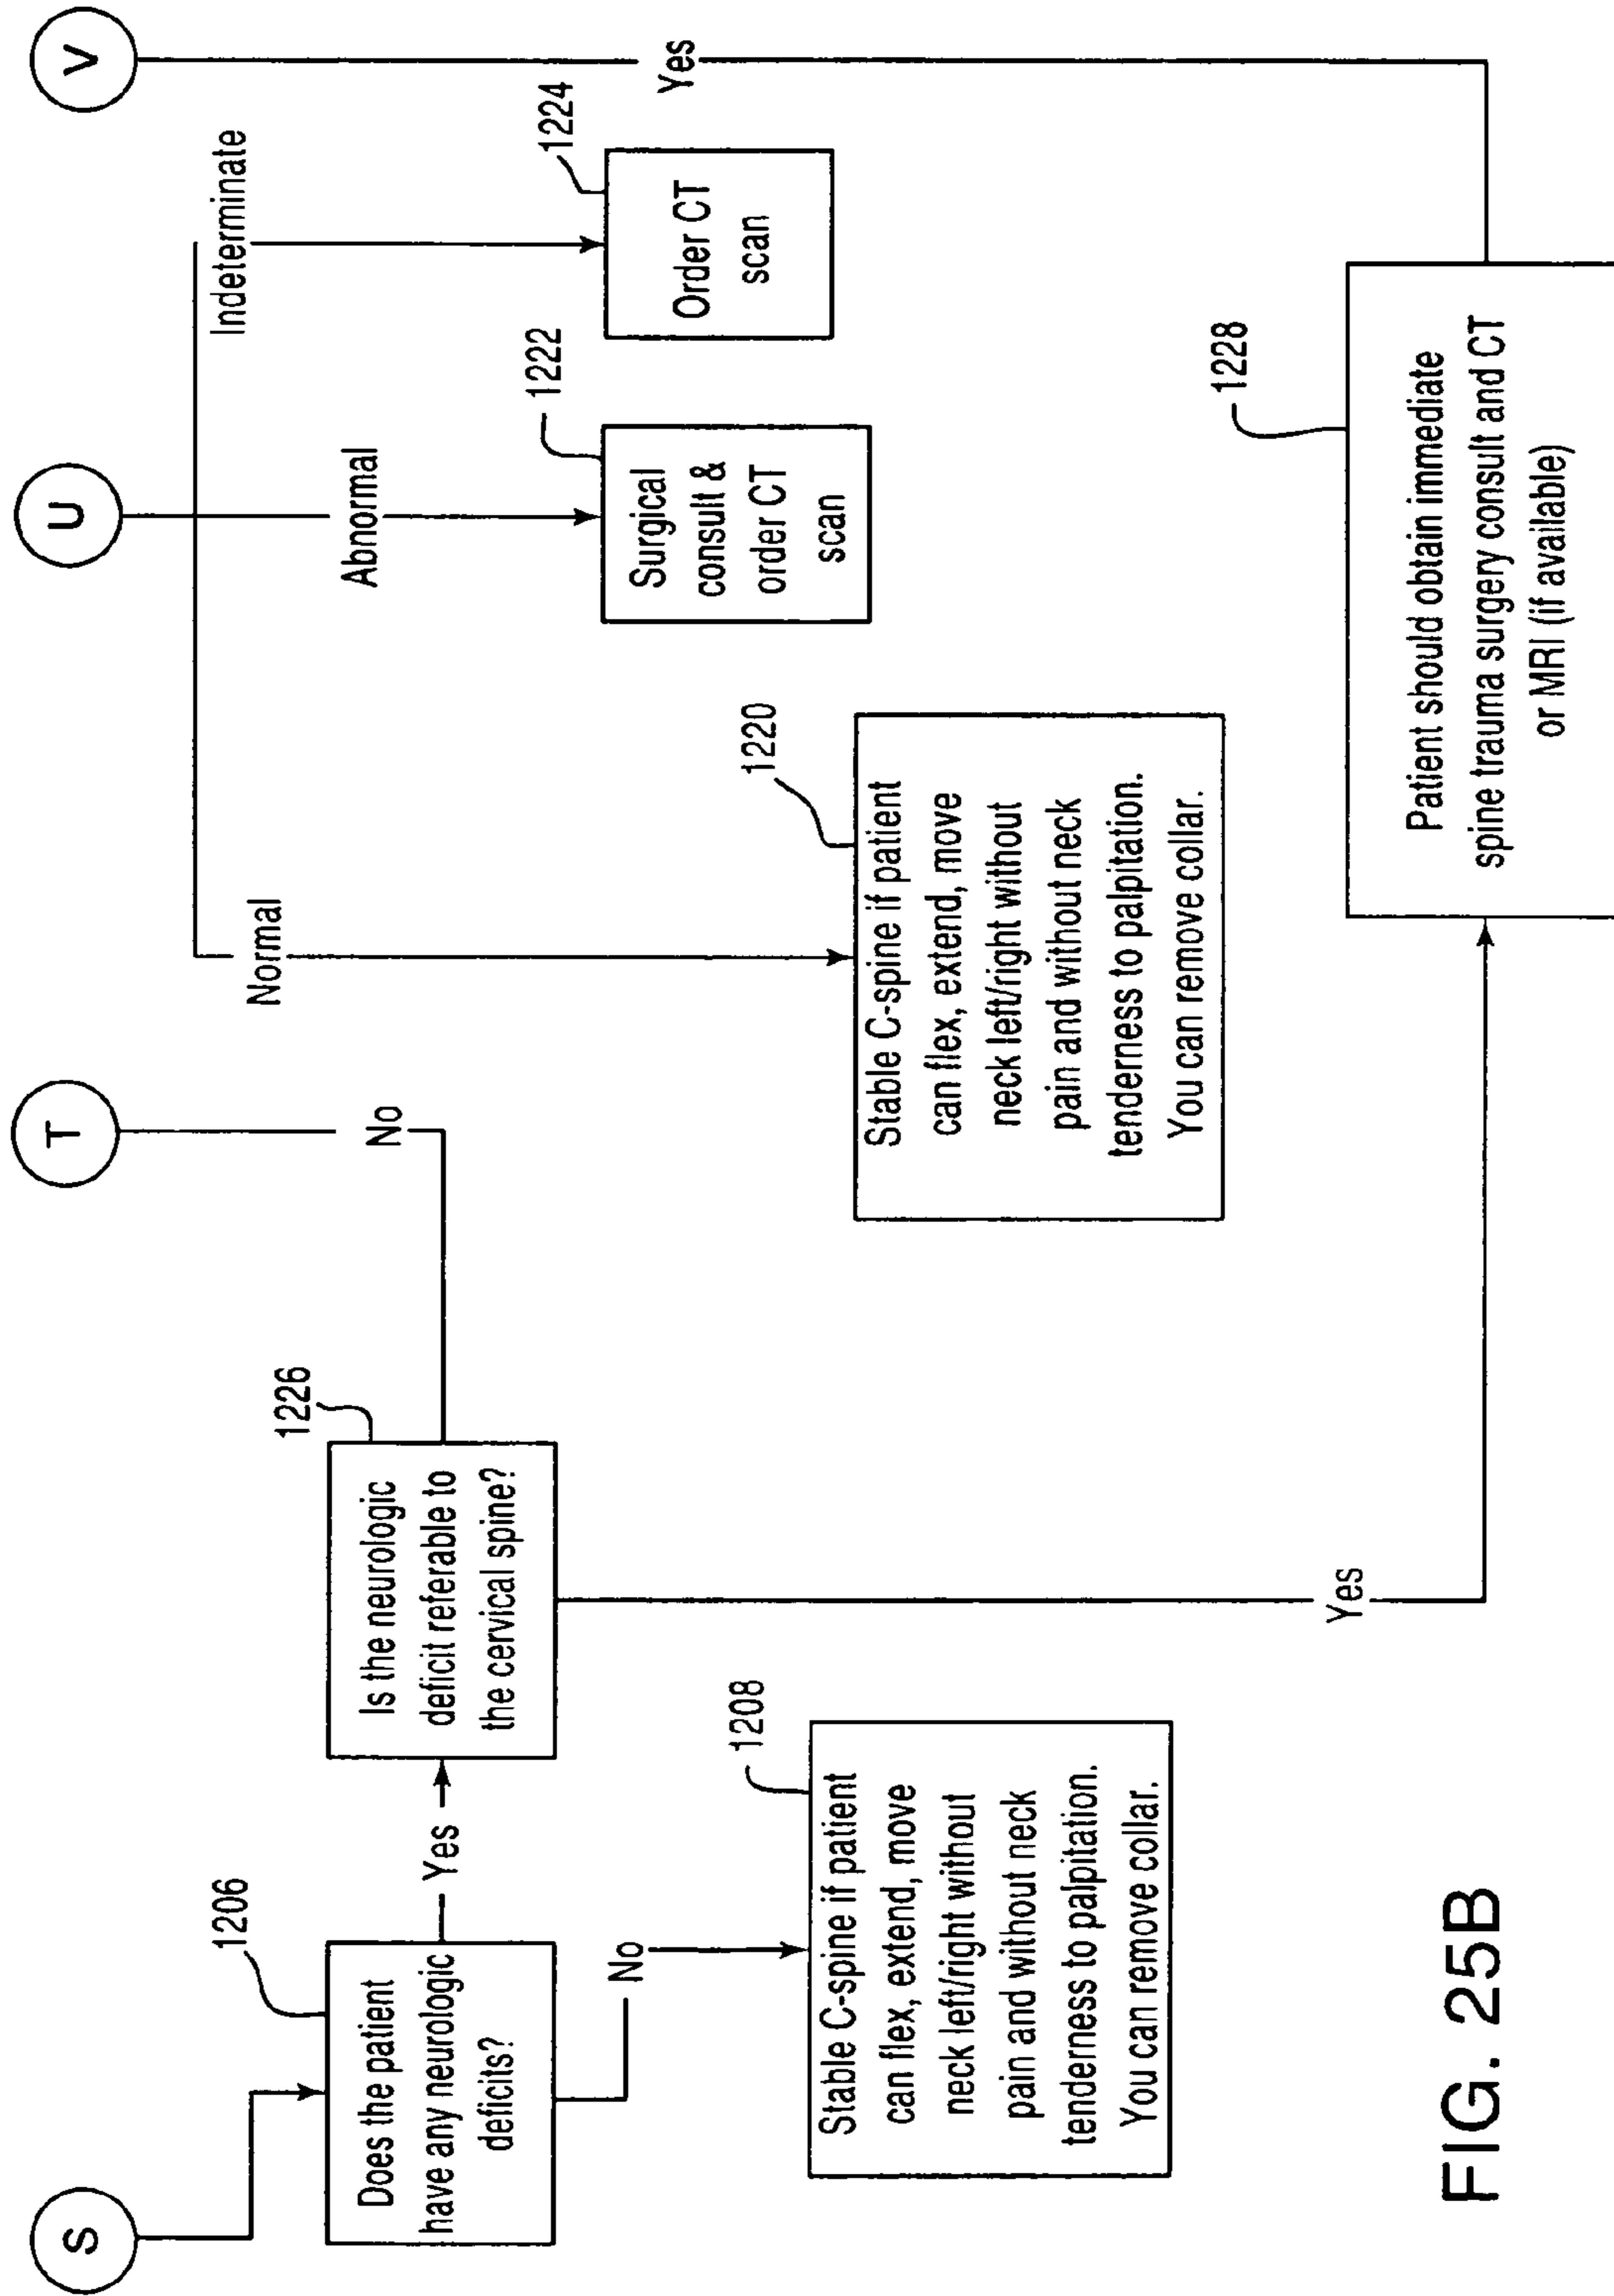 S
T
U
V
1206
Does the patient
have any neurologic
deficits?
Yes
No
1208
Stable C-spine if patient
can flex, extend, move
neck left/right without
pain and without neck
tenderness to palpitation.
You can remove collar.
1226
Is the neurologic
deficit referable to
the cervical spine?
No
Yes
Normal
Abnormal
Indeterminate
1220
Stable C-spine if patient
can flex, extend, move
neck left/right without
pain and without neck
tenderness to palpitation.
You can remove collar.
1222
Surgical
consult &
order CT
scan
1224
Order CT
scan
Yes
1228
Patient should obtain immediate
spine trauma surgery consult and CT
or MRI (if available)
FIG. 25B